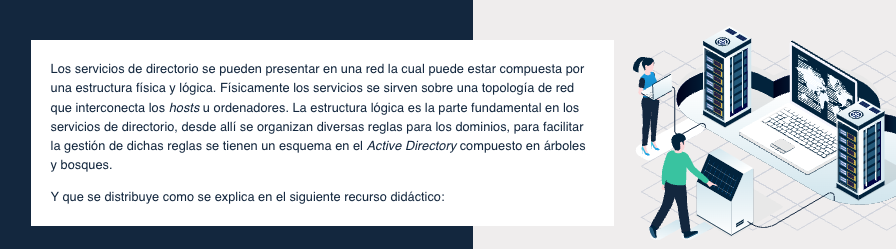 Los servicios de directorio se pueden presentar en una red la cual puede estar compuesta por
una estructura física y lógica. Físicamente los servicios se sirven sobre una topología de red
que interconecta los hosts u ordenadores. La estructura lógica es la parte fundamental en los
servicios de directorio, desde allí se organizan diversas reglas para los dominios, para facilitar
la gestión de dichas reglas se tienen un esquema en el Active Directory compuesto en árboles
y bosques.
Y que se distribuye como se explica en el siguiente recurso didáctico: